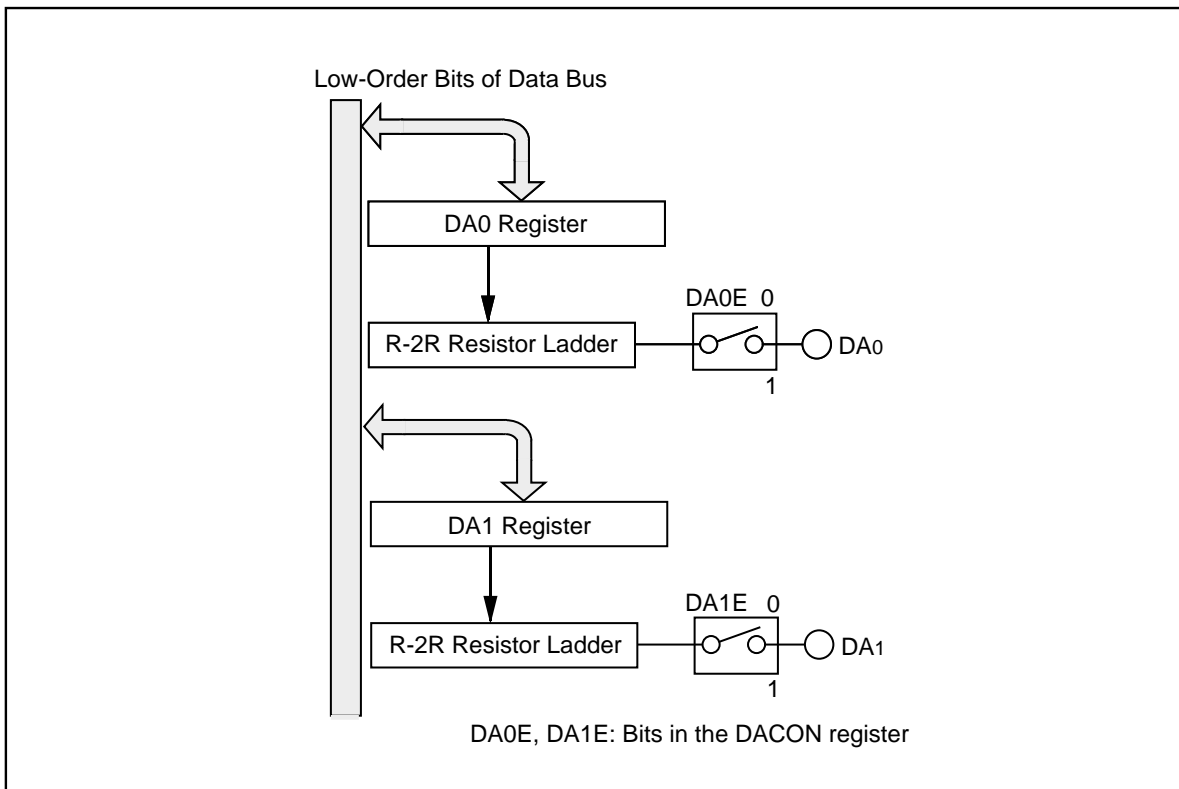 Low-Order Bits of Data Bus
DA0 Register
DA0E 0
R-2R Resistor Ladder
DA0
1
DA1 Register
DA1E 0
R-2R Resistor Ladder
DA1
1
DA0E, DA1E: Bits in the DACON register